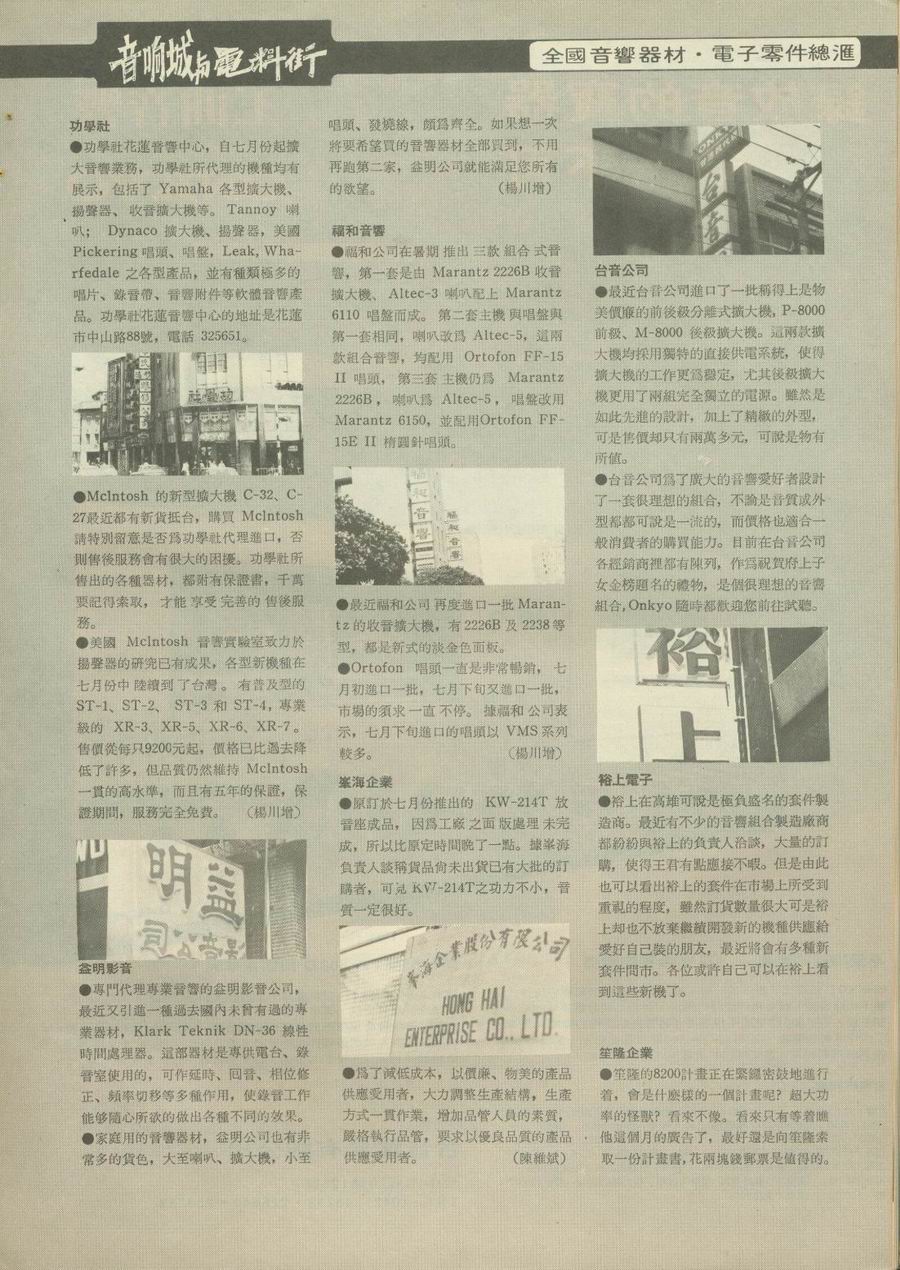 音响城与電料街
全國音響器材・電子零件總滙
功學社
●功學社花蓮音響中心，自七月份起擴
大音響業務，功學社所代理的機種均有
展示，包括了 Yamaha 各型擴大機、
揚聲器、收音擴大機等。Tannoy 喇
叭； Dynaco 擴大機、揚聲器，美國
Pickering 唱頭、唱盤，Leak, Wha-
rfedale 之各型產品，並有種類極多的
唱片、錄音帶、音響附件等軟體音響產
品。功學社花蓮音響中心的地址是花蓮
市中山路88號，電話 325651。
功學社
●McIntosh 的新型擴大機 C-32、C-
27最近都有新貨抵台，購買 McIntosh
請特別留意是否爲功學社代理進口，否
則售後服務會有很大的困擾。功學社所
售出的各種器材，都附有保證書，千萬
要記得索取，才能享受完善的售後服
務。
●美國 McIntosh 音響實驗室致力於
揚聲器的研究已有成果，各型新機種在
七月份中陸續到了台灣。有普及型的
ST-1、ST-2、 ST-3 和 ST-4，專業
級的 XR-3、XR-5、XR-6、XR-7。
售價從每只9200元起，價格已比過去降
低了許多，但品質仍然維持 McIntosh
一貫的高水準，而且有五年的保證，保
證期間，服務完全免費。 （楊川增）
益明
影音公司
益明影音
●專門代理專業音響的益明影音公司，
最近又引進一種過去國內未曾有過的專
業器材，Klark Teknik DN-36 線性
時間處理器。這部器材是專供電台、錄
音室使用的，可作延時、回音、相位修
正、頻率切移等多種作用，使錄音工作
能够隨心所欲的做出各種不同的效果。
●家庭用的音響器材，益明公司也有非
常多的貨色，大至喇叭、擴大機，小至
唱頭、發燒線，頗爲齊全。如果想一次
將要希望買的音響器材全部買到，不用
再跑第二家，益明公司就能滿足您所有
的欲望。 （楊川增）
福和音響
●福和公司在暑期推出三款組合式音
響，第一套是由 Marantz 2226B 收音
擴大機、Altec-3 喇叭配上 Marantz
6110 唱盤而成。第二套主機與唱盤與
第一套相同，喇叭改爲 Altec-5，這兩
款組合音響，均配用 Ortofon FF-15
II 唱頭，第三套主機仍爲 Marantz
2226B，喇叭爲 Altec-5，唱盤改用
Marantz 6150，並配用Ortofon FF-
15E II 橢圓針唱頭。
福和音響
福和音響
●最近福和公司再度進口一批 Maran-
tz 的收音擴大機，有2226B 及 2238等
型，都是新式的淡金色面板。
●Ortofon 唱頭一直是非常暢銷，七
月初進口一批，七月下旬又進口一批，
市場的須求一直不停。據福和公司表
示，七月下旬進口的唱頭以 VMS系列
較多。 （楊川增）
峯海企業
●原訂於七月份推出的 KW-214T 放
音座成品，因爲工廠之面版處理未完
成，所以比原定時間晚了一點。據峯海
負責人談稱貨品尙未出貨已有大批的訂
購者，可見 KW-214T之功力不小，音
質一定很好。
峯海企業股份有限公司
HONG HAI
ENTERPRISE CO., LTD.
●爲了減低成本，以價廉、物美的產品
供應愛用者，大力調整生產結構，生產
方式一貫作業，增加品管人員的素質，
嚴格執行品管，要求以優良品質的產品
供應愛用者。 （陳維斌）
ONKYO
台音
台音公司
●最近台音公司進口了一批稱得上是物
美價廉的前後級分離式擴大機，P-8000
前級、M-8000 後級擴大機。這兩款擴
大機均採用獨特的直接供電系統，使得
擴大機的工作更爲穩定，尤其後級擴大
機更用了兩組完全獨立的電源。雖然是
如此先進的設計，加上了精緻的外型，
可是售價却只有兩萬多元，可說是物有
所値。
●台音公司爲了廣大的音響愛好者設計
了一套很理想的組合，不論是音質或外
型都都可說是一流的，而價格也適合一
般消費者的購買能力。目前在台音公司
各經銷商裡都有陳列，作爲祝賀府上子
女金榜題名的禮物，是個很理想的音響
組合，Onkyo 隨時都歡迎您前往試聽。
裕
上
裕上電子
●裕上在高雄可說是極負盛名的套件製
造商。最近有不少的音響組合製造廠商
都紛紛與裕上的負責人洽談，大量的訂
購，使得王君有點應接不暇。但是由此
也可以看出裕上的套件在市場上所受到
重視的程度，雖然訂貨數量很大可是裕
上却也不放棄繼續開發新的機種供應給
愛好自己裝的朋友，最近將會有多種新
套件問市。各位或許自己可以在裕上看
到這些新機了。
笙隆企業
●笙隆的8200計畫正在緊鑼密鼓地進行
着，會是什麽樣的一個計畫呢？超大功
率的怪獸？看來不像。看來只有等着瞧
他這個月的廣告了，最好還是向笙隆索
取一份計畫書，花兩塊錢郵票是値得的。